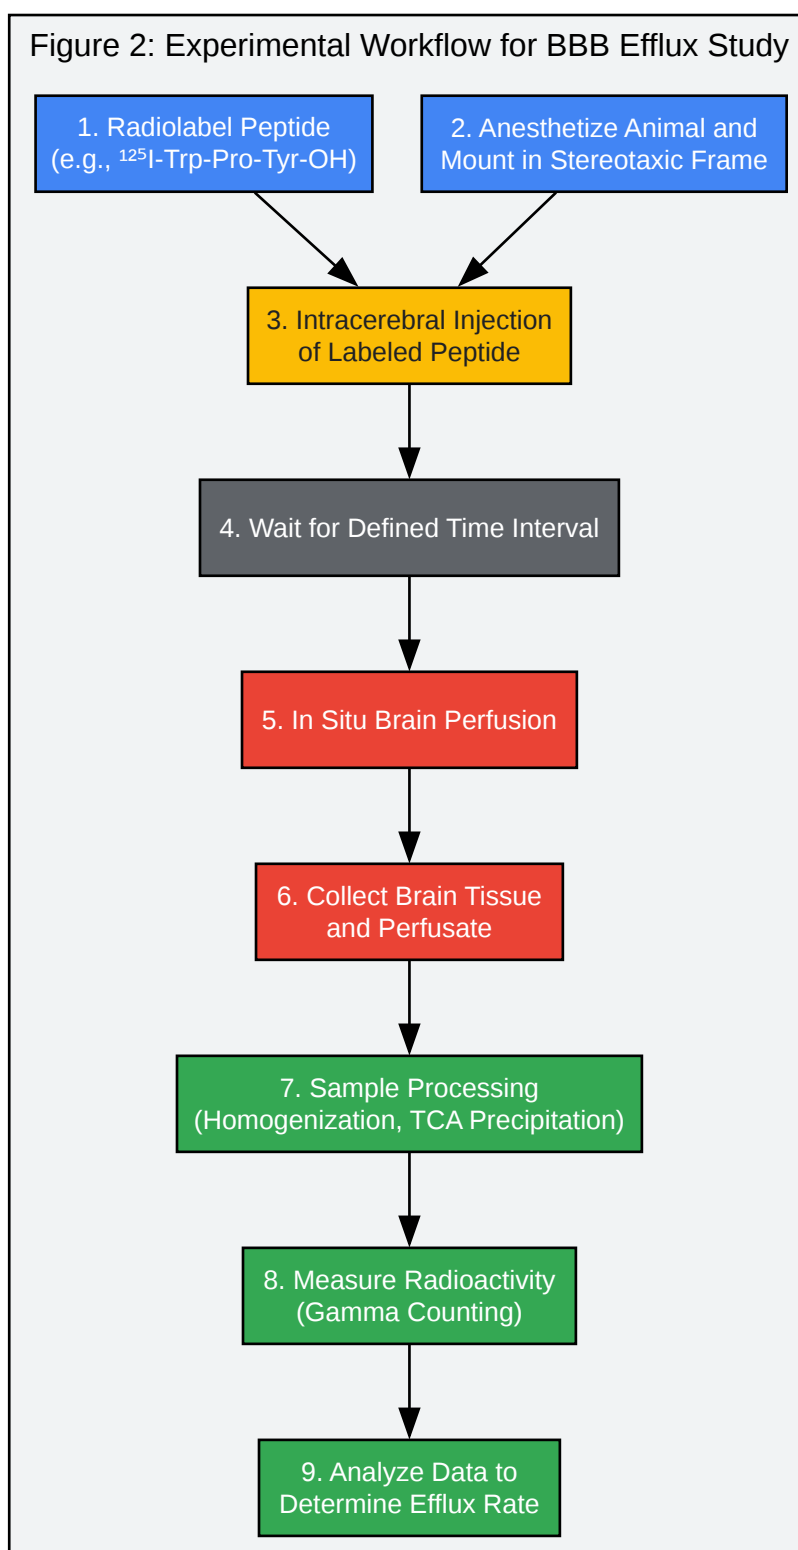 Figure 2: Experimental Workflow for BBB Efflux Study
1. Radiolabel Peptide
(e.g., ¹²⁵I-Trp-Pro-Tyr-OH)
2. Anesthetize Animal and
Mount in Stereotaxic Frame
3. Intracerebral Injection
of Labeled Peptide
4. Wait for Defined Time Interval
5. In Situ Brain Perfusion
6. Collect Brain Tissue
and Perfusate
7. Sample Processing
(Homogenization, TCA Precipitation)
8. Measure Radioactivity
(Gamma Counting)
9. Analyze Data to
Determine Efflux Rate